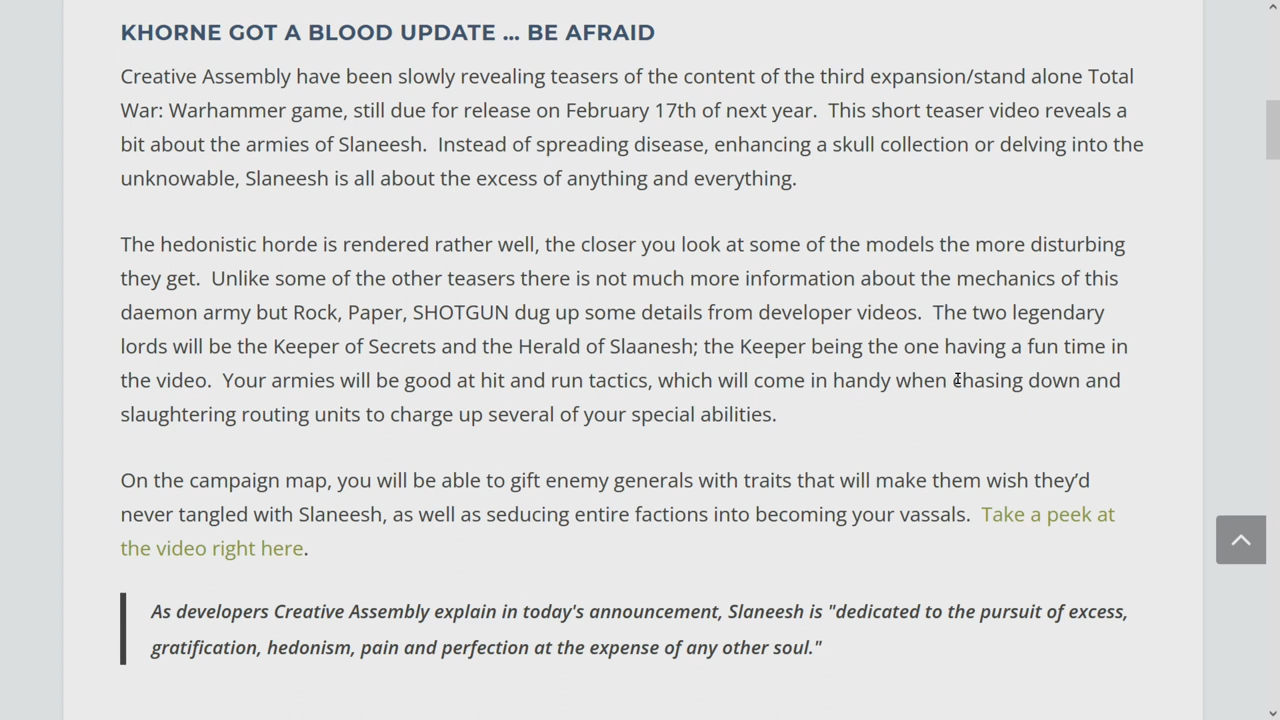 KHORNE GOT A BLOOD UPDATE … BE AFRAID
Creative Assembly have been slowly revealing teasers of the content of the third expansion/stand alone Total
War: Warhammer game, still due for release on February 17th of next year.  This short teaser video reveals a
bit about the armies of Slaneesh.  Instead of spreading disease, enhancing a skull collection or delving into the
unknowable, Slaneesh is all about the excess of anything and everything.
The hedonistic horde is rendered rather well, the closer you look at some of the models the more disturbing
they get.  Unlike some of the other teasers there is not much more information about the mechanics of this
daemon army but Rock, Paper, SHOTGUN dug up some details from developer videos.  The two legendary
lords will be the Keeper of Secrets and the Herald of Slaanesh; the Keeper being the one having a fun time in
the video.  Your armies will be good at hit and run tactics, which will come in handy when chasing down and
slaughtering routing units to charge up several of your special abilities.
On the campaign map, you will be able to gift enemy generals with traits that will make them wish they’d
never tangled with Slaneesh, as well as seducing entire factions into becoming your vassals.  Take a peek at
the video right here.
As developers Creative Assembly explain in today's announcement, Slaneesh is "dedicated to the pursuit of excess,
gratification, hedonism, pain and perfection at the expense of any other soul."